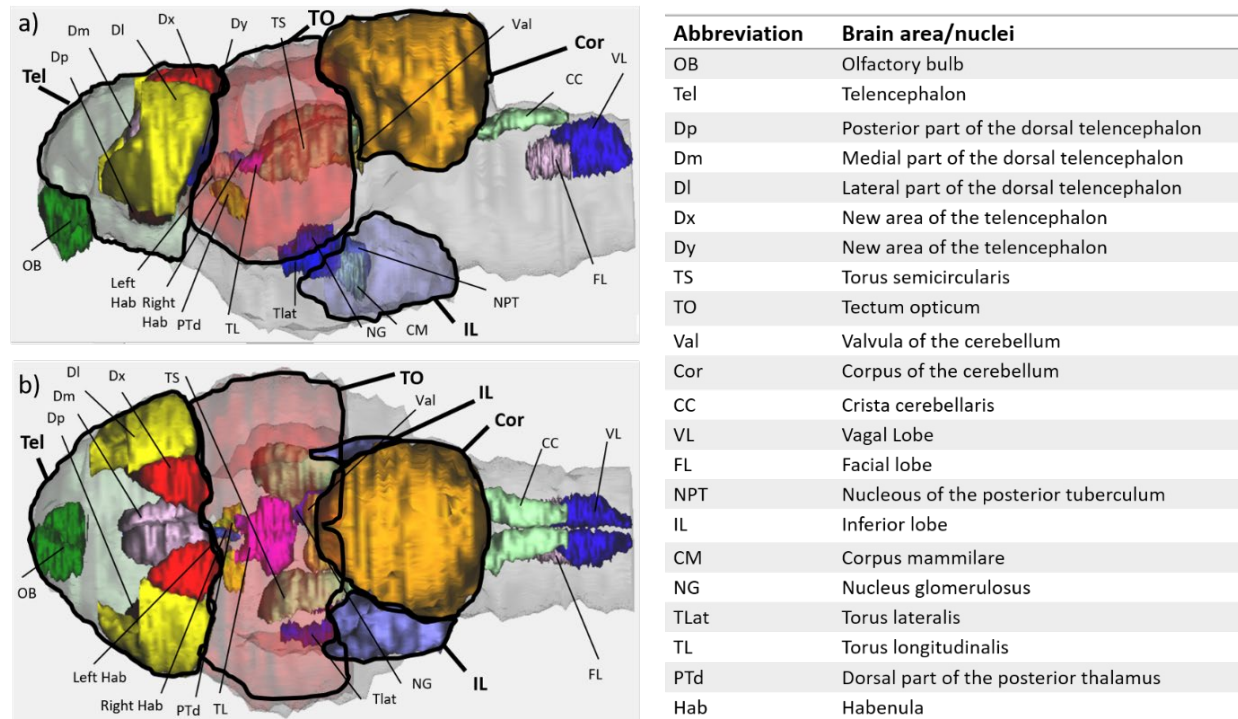 a)
Dx
Dy
TS
TO
Val
Dl
Dm
Dp
Tel
Cor
CC
VL
OB
Left
Hab
Right
Hab
PTd
TL
Tlat
NG
CM
IL
NPT
FL
b)
Dl
Dx
TS
TO
IL
Val
Cor
Dm
Dp
Tel
CC
VL
OB
Left Hab
Right Hab
PTd
TL
Tlat
NG
IL
FL
Abbreviation Brain area/nuclei
OB Olfactory bulb
Tel Telencephalon
Dp Posterior part of the dorsal telencephalon
Dm Medial part of the dorsal telencephalon
Dl Lateral part of the dorsal telencephalon
Dx New area of the telencephalon
Dy New area of the telencephalon
TS Torus semicircularis
TO Tectum opticum
Val Valvula of the cerebellum
Cor Corpus of the cerebellum
CC Crista cerebellaris
VL Vagal Lobe
FL Facial lobe
NPT Nucleous of the posterior tuberculum
IL Inferior lobe
CM Corpus mammilare
NG Nucleus glomerulosus
TLat Torus lateralis
TL Torus longitudinalis
PTd Dorsal part of the posterior thalamus
Hab Habenula